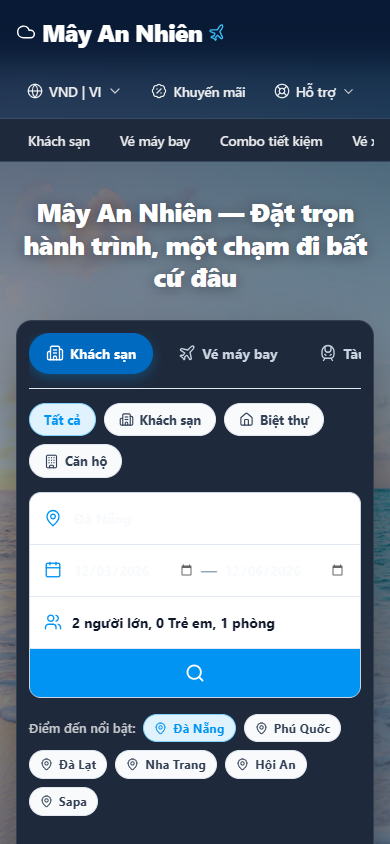 Mây An Nhiên
VND | VI Khuyến mãi Hỗ trợ
Khách sạn Vé máy bay Combo tiết kiệm Vé
Mây An Nhiên — Đặt trọn
hành trình, một chạm đi bất
cứ đâu
Khách sạn Vé máy bay Tàu
Tất cả Khách sạn Biệt thự
Căn hộ
Đà Nẵng
12/03/2026 — 12/06/2026
2 người lớn, 0 Trẻ em, 1 phòng
Điểm đến nổi bật: Đà Nẵng Phú Quốc
Đà Lạt Nha Trang Hội An
Sapa